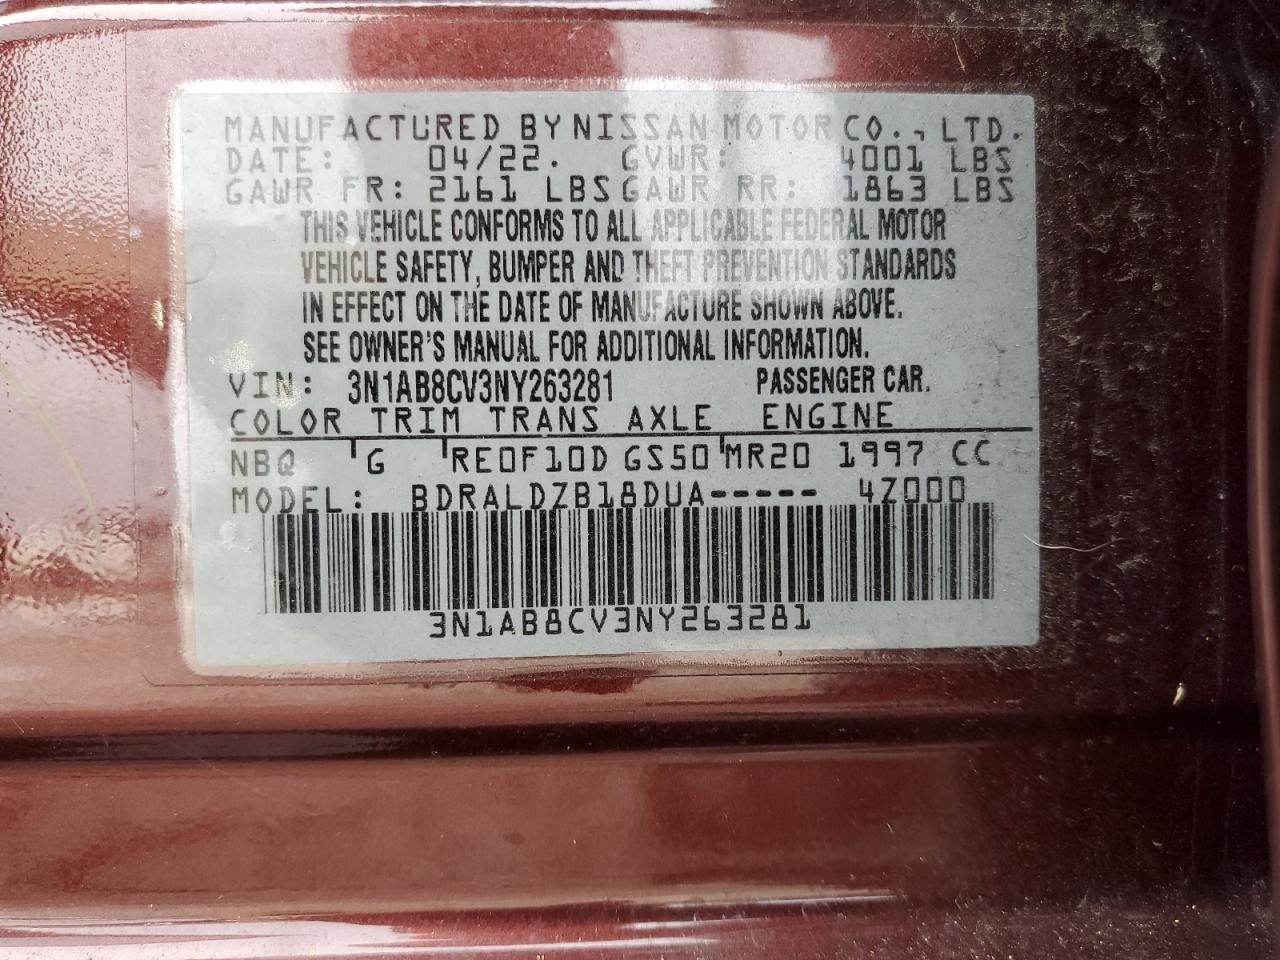 MANUFACTURED BY NISSAN MOTOR CO., LTD.
DATE: 04/22. GVWR: 4001 LBS
GAWR FR: 2161 LBS GAWR RR: 1863 LBS
THIS VEHICLE CONFORMS TO ALL APPLICABLE FEDERAL MOTOR
VEHICLE SAFETY, BUMPER AND THEFT PREVENTION STANDARDS
IN EFFECT ON THE DATE OF MANUFACTURE SHOWN ABOVE.
SEE OWNER'S MANUAL FOR ADDITIONAL INFORMATION.
VIN: 3N1AB8CV3NY263281 PASSENGER CAR.
COLOR TRIM TRANS AXLE ENGINE
NBQ G RE0F10D GS50 MR20 1997 CC
MODEL: BDRALDZB18DUA----- 4Z000
3N1AB8CV3NY263281